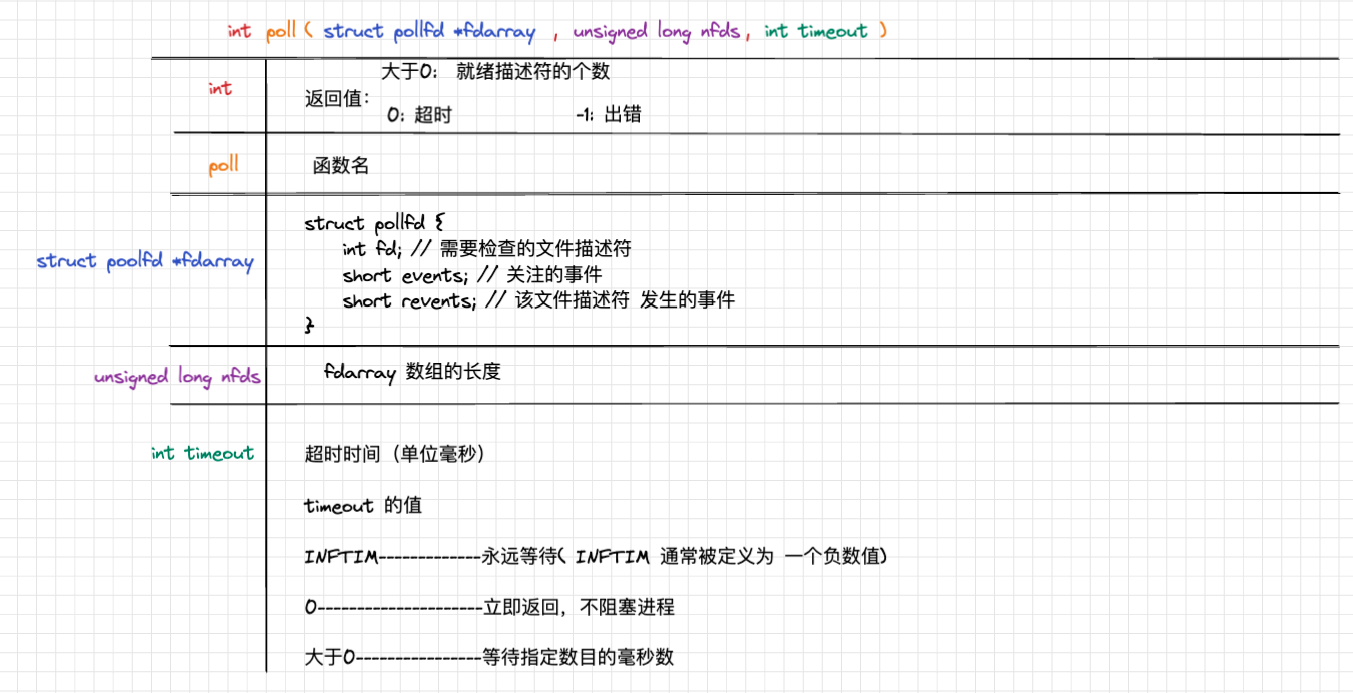 int poll ( struct pollfd *fdarray , unsigned long nfds, int timeout )
int
大于0: 就绪描述符的个数
返回值:
0: 超时 -1: 出错
poll 函数名
struct poolfd *fdarray
struct pollfd {
int fd; // 需要检查的文件描述符
short events; // 关注的事件
short revents; // 该文件描述符 发生的事件
}
unsigned long nfds fdarray 数组的长度
int timeout 超时时间（单位毫秒）
timeout 的值
INFTIM-------------永远等待( INFTIM 通常被定义为 一个负数值)
0---------------------立即返回，不阻塞进程
大于0----------------等待指定数目的毫秒数